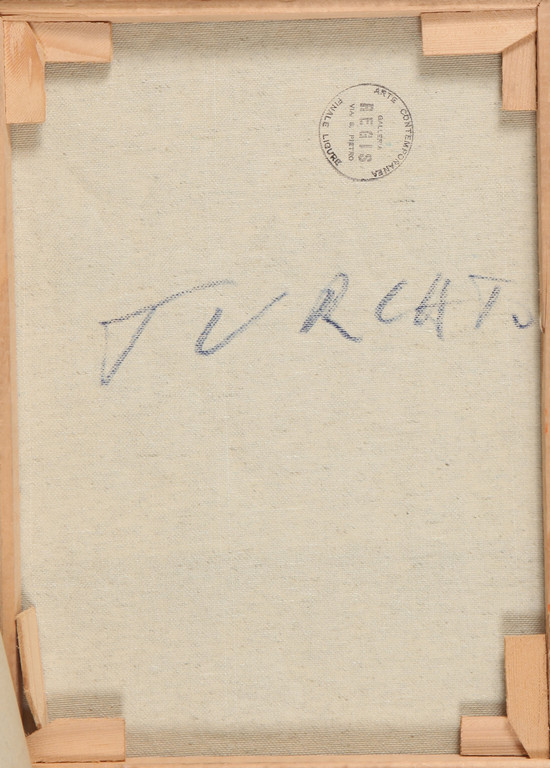 ARTE CONTEMPORANEA
GALLERIA
REGIS
VIA S. PIETRO
FINALE LIGURE
TURCATO